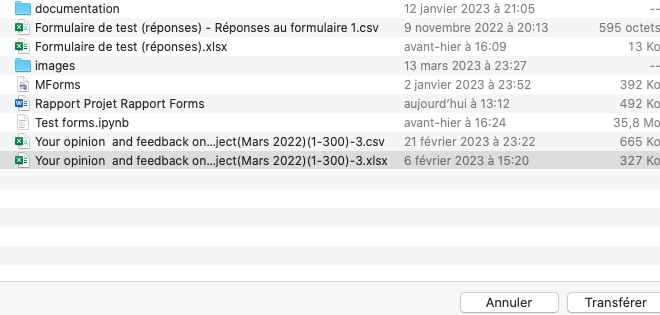 documentation 12 janvier 2023 à 21:05 --
Formulaire de test (réponses) - Réponses au formulaire 1.csv 9 novembre 2022 à 20:13 595 octets
Formulaire de test (réponses).xlsx avant-hier à 16:09 13 Ko
images 13 mars 2023 à 23:27 --
MForms 2 janvier 2023 à 23:52 392 Ko
Rapport Projet Rapport Forms aujourd'hui à 13:12 492 Ko
Test forms.ipynb avant-hier à 16:24 35,8 Mo
Your opinion and feedback on...ject(Mars 2022)(1-300)-3.csv 21 février 2023 à 23:22 665 Ko
Your opinion and feedback on...ject(Mars 2022)(1-300)-3.xlsx 6 février 2023 à 15:20 327 Ko
Annuler Transférer